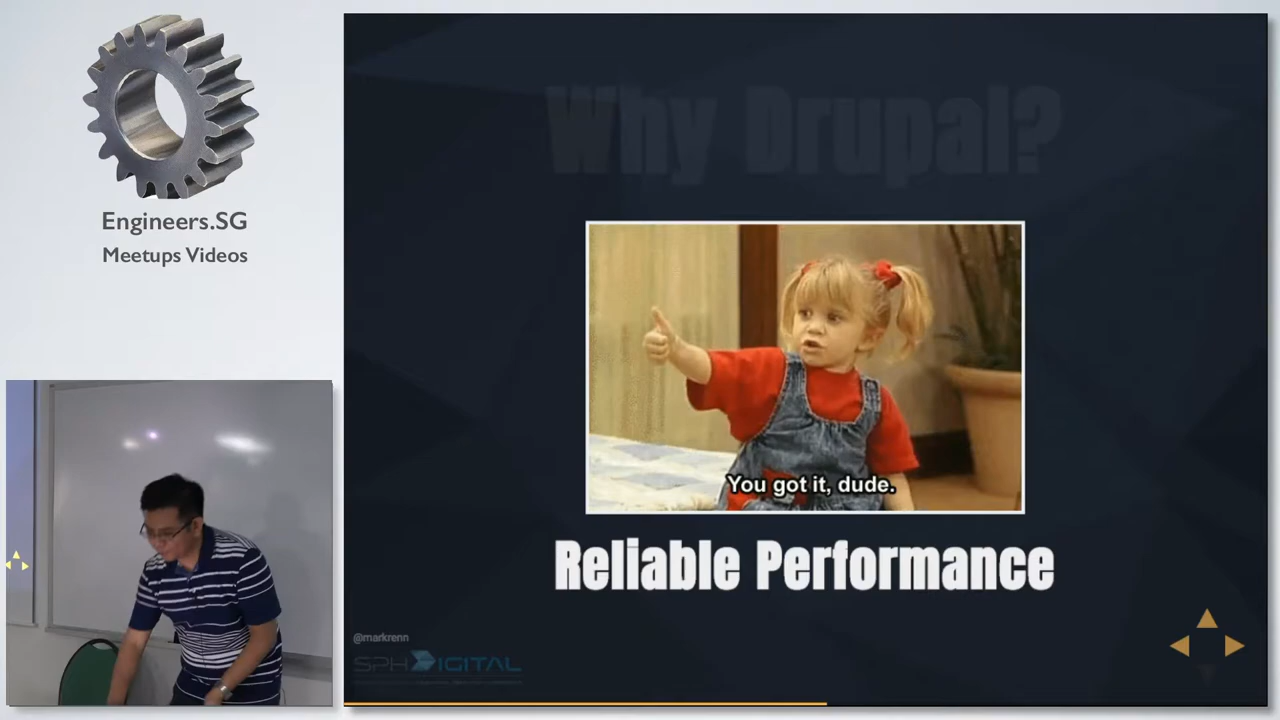 Engineers.SG
Meetups Videos
Why Drupal?
You got it, dude.
Reliable Performance
@markrenn
SPH DIGITAL